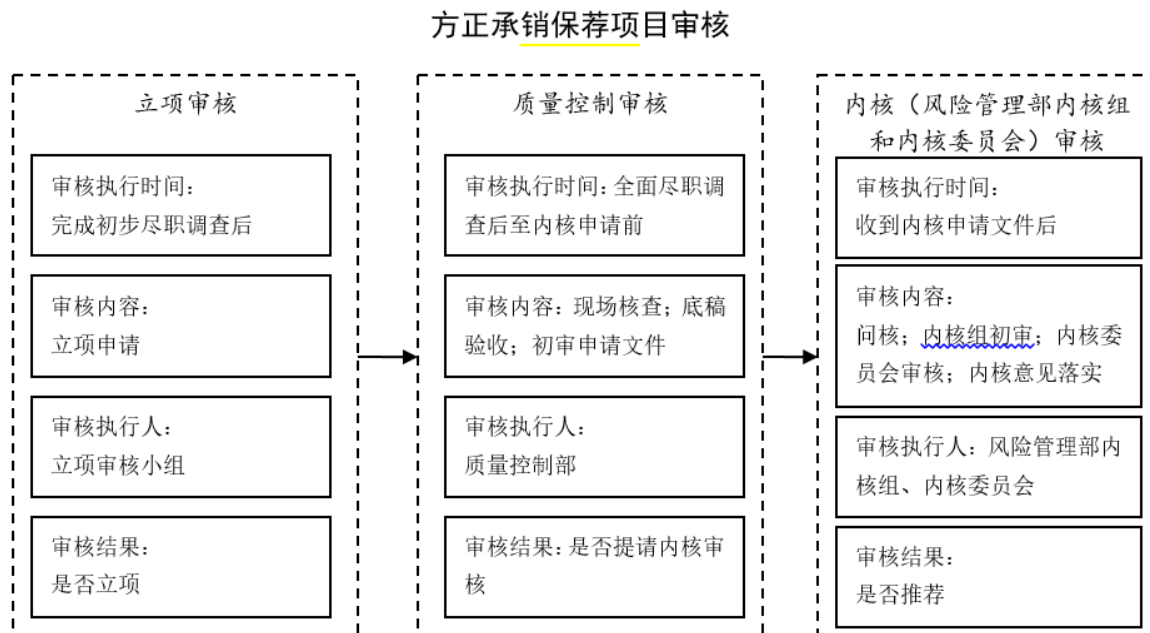 方正承销保荐项目审核
立项审核
审核执行时间：
完成初步尽职调查后
审核内容：
立项申请
审核执行人：
立项审核小组
审核结果：
是否立项
质量控制审核
审核执行时间：全面尽职调
查后至内核申请前
审核内容：现场核查；底稿
验收；初审申请文件
审核执行人：
质量控制部
审核结果：是否提请内核审
核
内核（风险管理部内核组
和内核委员会）审核
审核执行时间：
收到内核申请文件后
审核内容：
问核；内核组初审；内核委
员会审核；内核意见落实
审核执行人：风险管理部内
核组、内核委员会
审核结果：
是否推荐